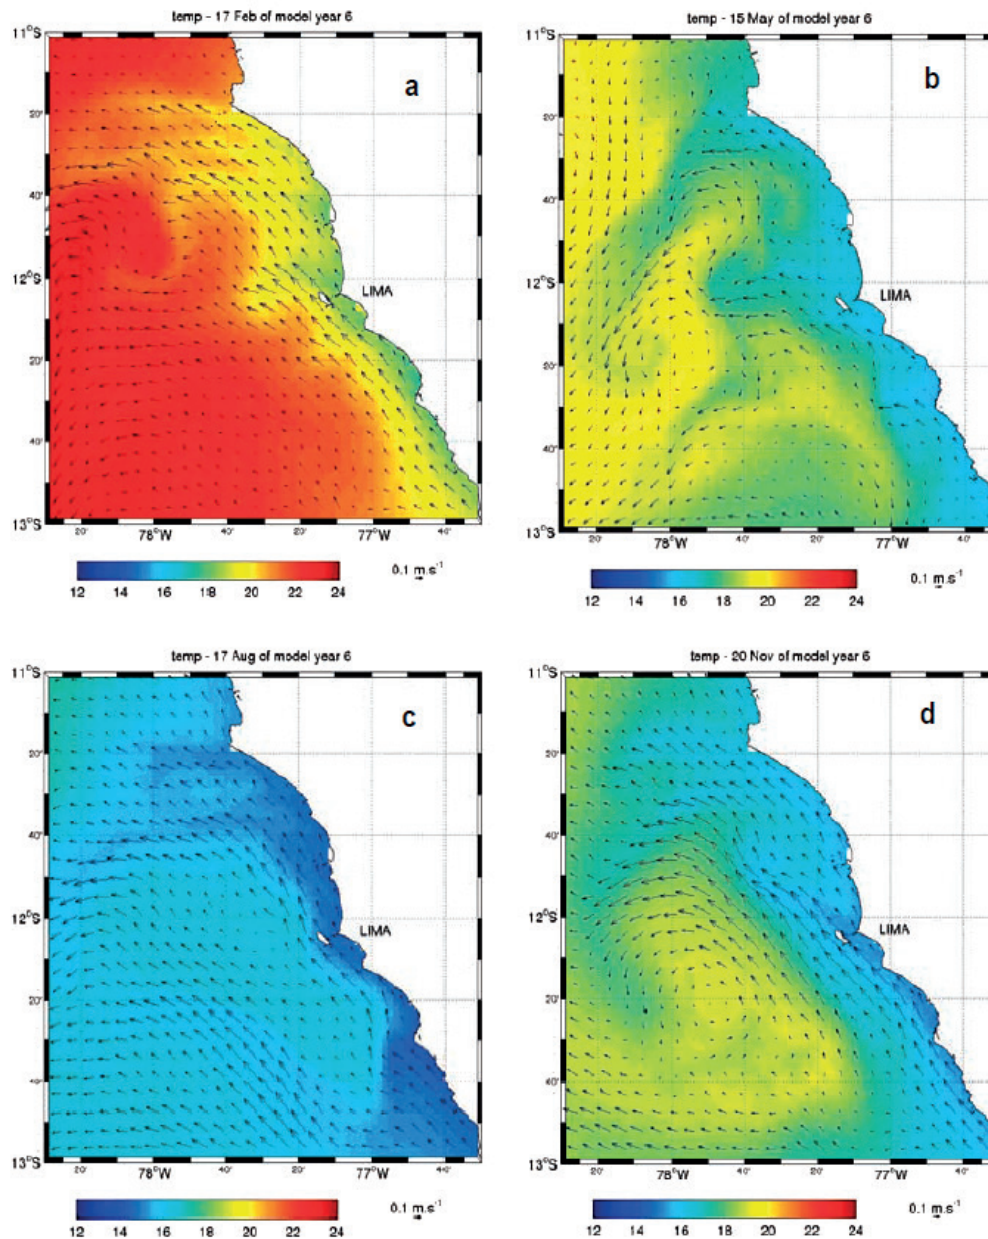 temp - 17 Feb of model year 6
11°S
a
20'
40'
12°S
LIMA
20'
40'
13°S
20' 78°W 40' 77°W 20'
12 14 16 18 20 22 24
0.1 m.s⁻¹
temp - 15 May of model year 6
11°S
b
20'
40'
12°S
LIMA
20'
40'
13°S
20' 78°W 40' 20' 77°W 40'
12 14 16 18 20 22 24
0.1 m.s⁻¹
temp - 17 Aug of model year 6
11°S
c
20'
40'
12°S
LIMA
20'
40'
13°S
20' 78°W 40' 20' 77°W 40'
12 14 16 18 20 22 24
0.1 m.s⁻¹
temp - 20 Nov of model year 6
11°S
d
20'
40'
12°S
LIMA
20'
40'
13°S
20' 78°W 40' 20' 77°W 40'
12 14 16 18 20 22 24
0.1 m.s⁻¹